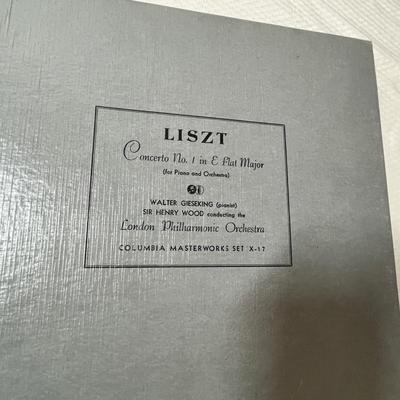 LISZT
Concerto No. 1 in E Flat Major
(for Piano and Orchestra)
WALTER GIESEKING (pianist)
SIR HENRY WOOD conducting the
London Philharmonic Orchestra
COLUMBIA MASTERWORKS SET X-17